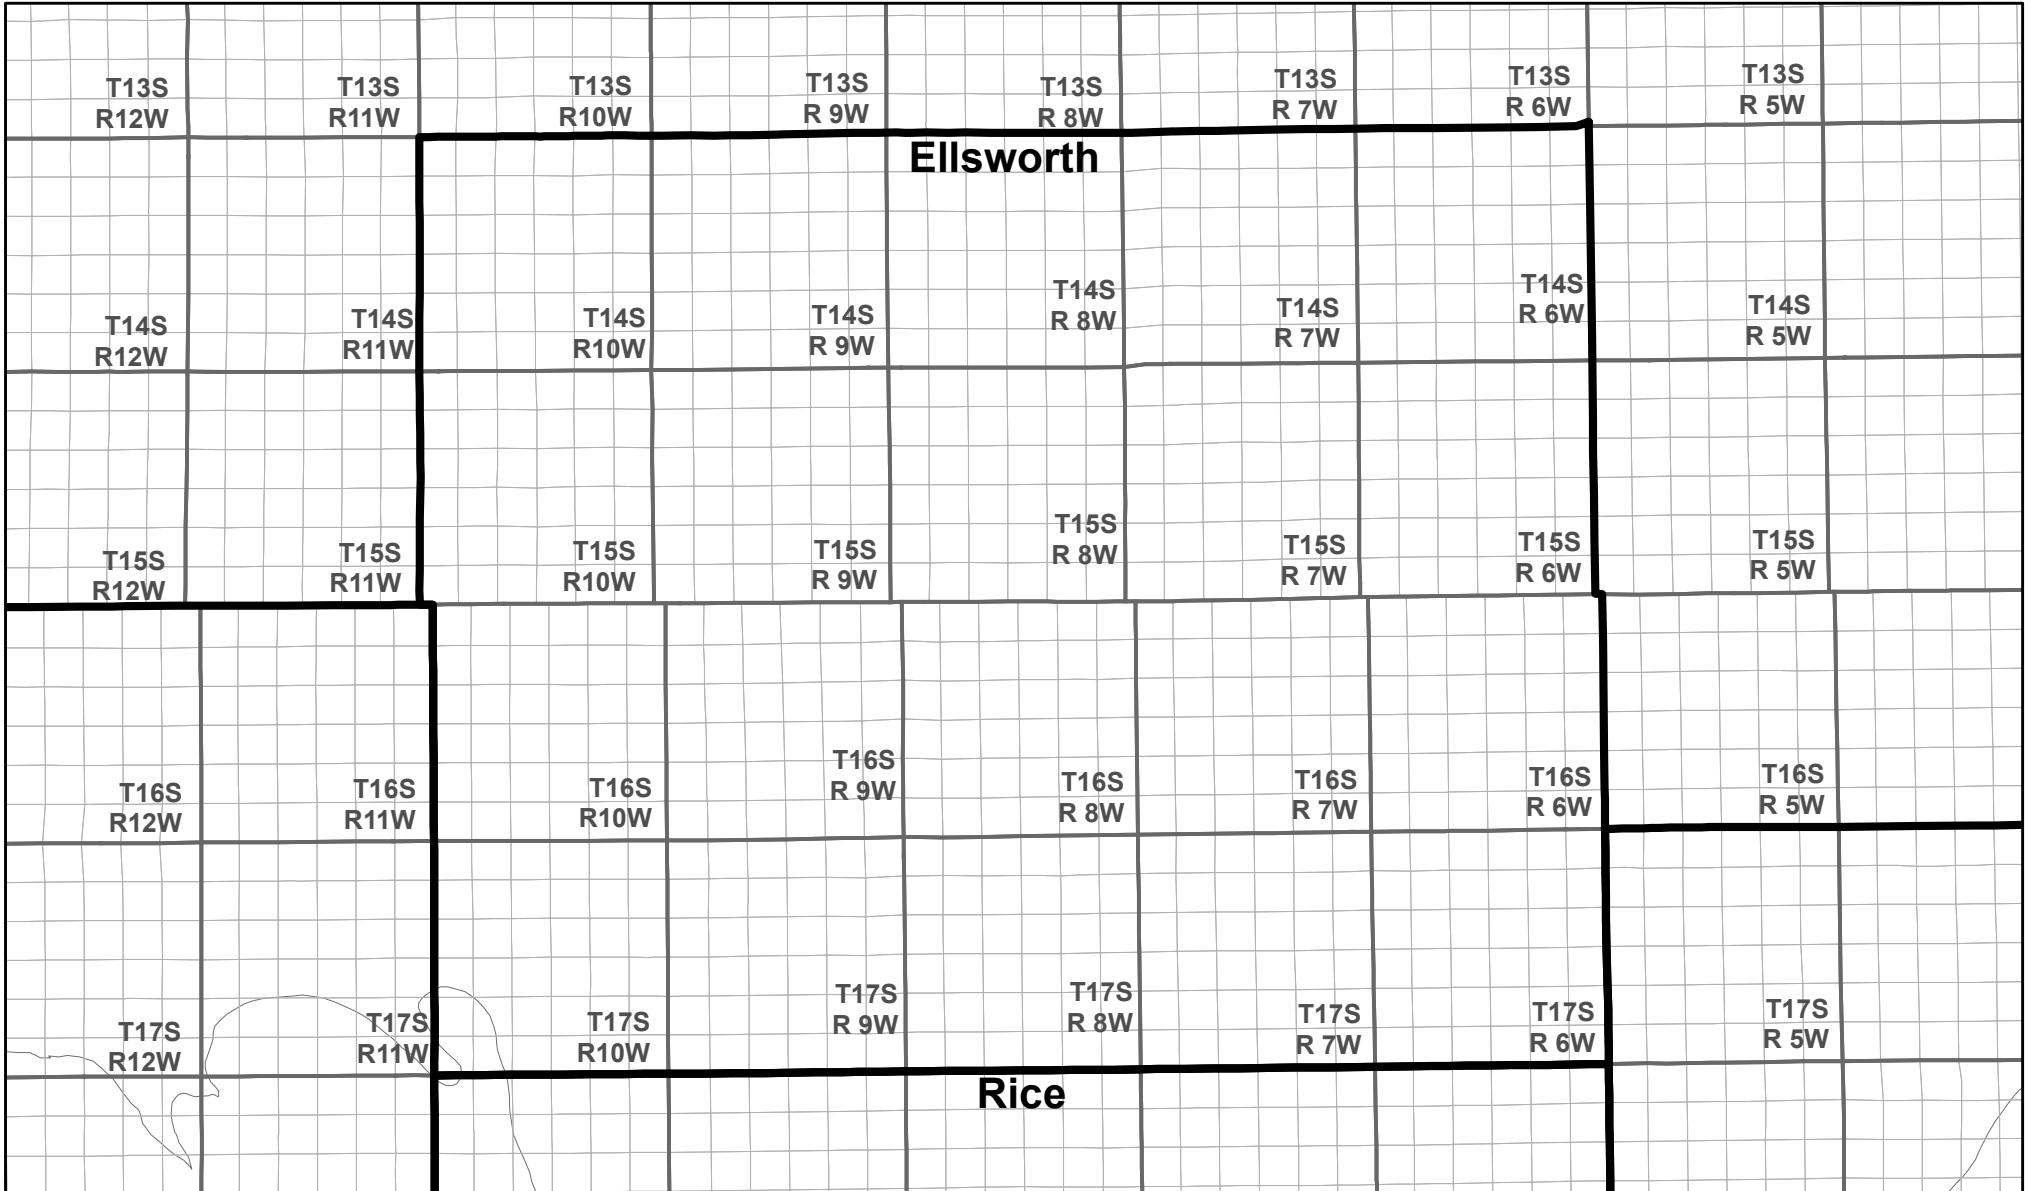 T13S
R12W
T13S
R11W
T13S
R10W
T13S
R 9W
T13S
R 8W
T13S
R 7W
T13S
R 6W
T13S
R 5W
Ellsworth
T14S
R12W
T14S
R11W
T14S
R10W
T14S
R 9W
T14S
R 8W
T14S
R 7W
T14S
R 6W
T14S
R 5W
T15S
R12W
T15S
R11W
T15S
R10W
T15S
R 9W
T15S
R 8W
T15S
R 7W
T15S
R 6W
T15S
R 5W
T16S
R12W
T16S
R11W
T16S
R10W
T16S
R 9W
T16S
R 8W
T16S
R 7W
T16S
R 6W
T16S
R 5W
T17S
R12W
T17S
R11W
T17S
R10W
T17S
R 9W
T17S
R 8W
T17S
R 7W
T17S
R 6W
T17S
R 5W
Rice